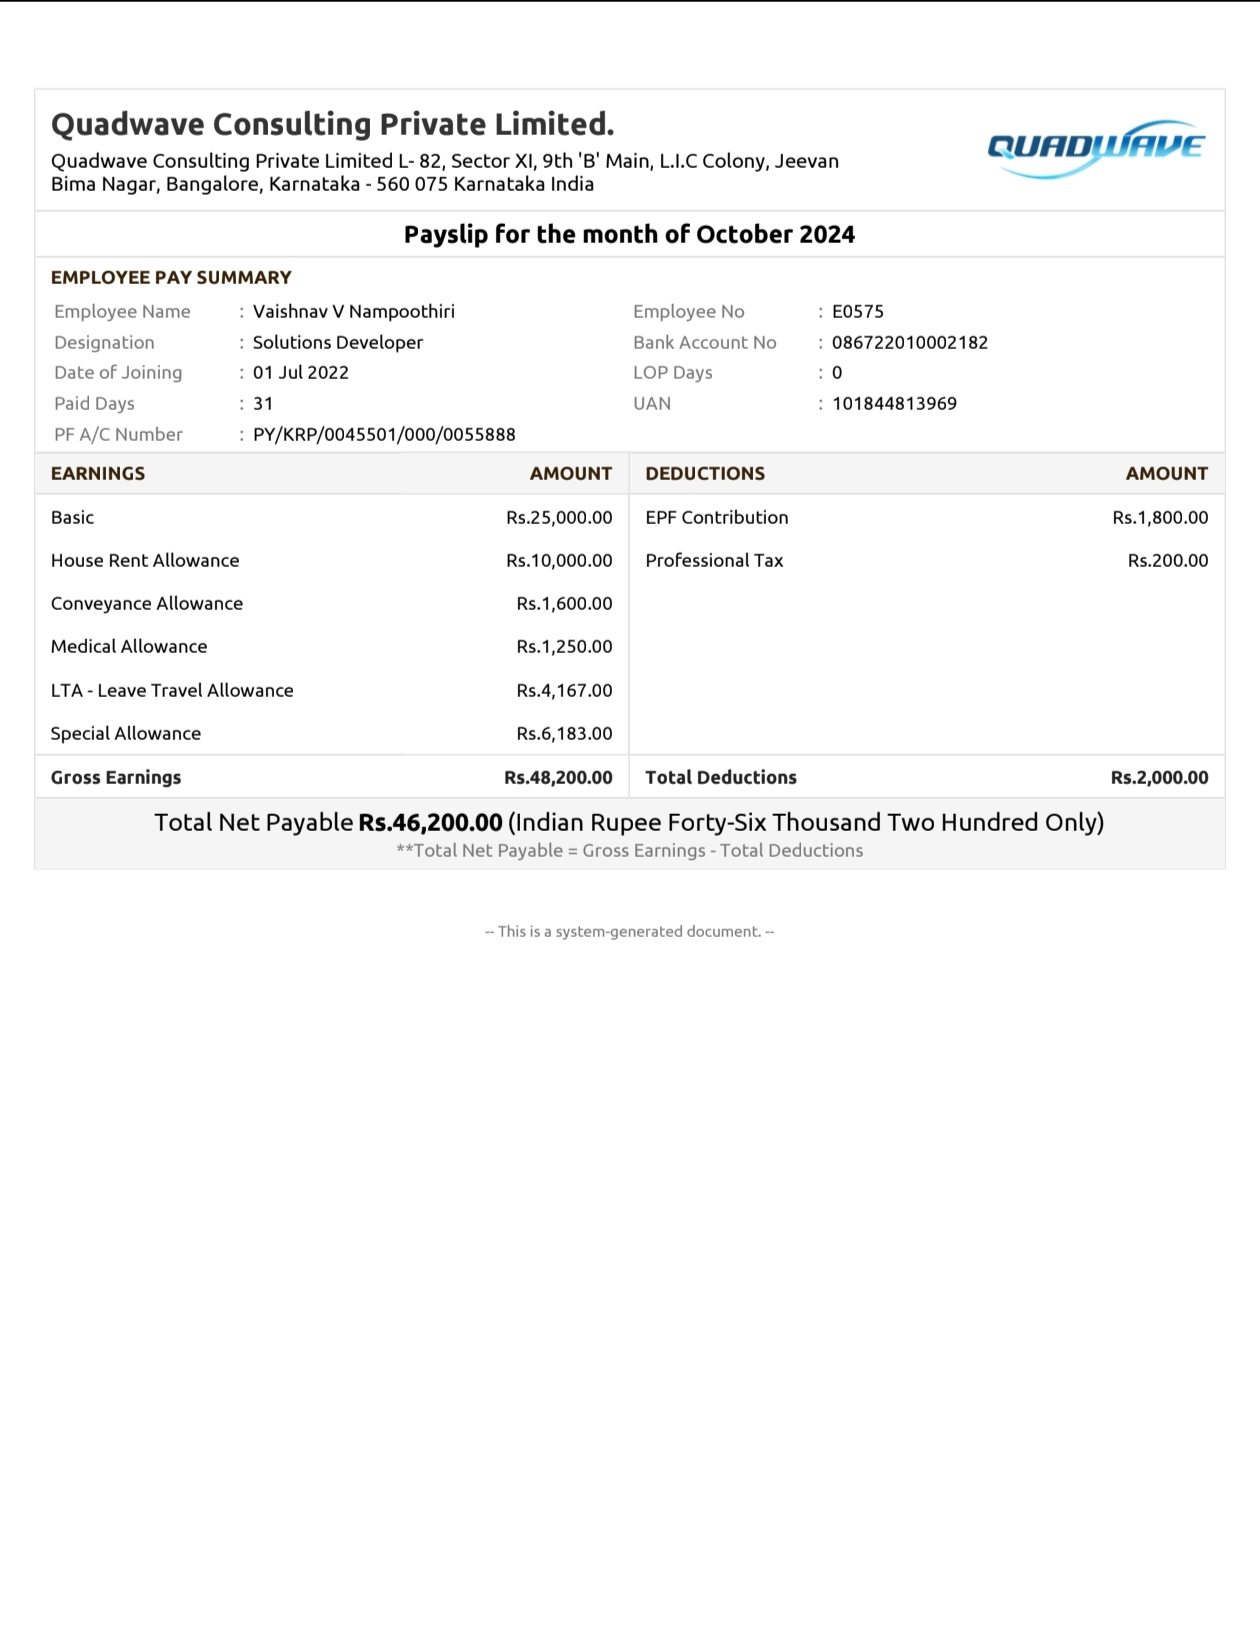 Quadwave Consulting Private Limited.
Quadwave Consulting Private Limited L- 82, Sector XI, 9th 'B' Main, L.I.C Colony, Jeevan
Bima Nagar, Bangalore, Karnataka - 560 075 Karnataka India
QUADWAVE
Payslip for the month of October 2024
EMPLOYEE PAY SUMMARY
Employee Name : Vaishnav V Nampoothiri Employee No : E0575
Designation : Solutions Developer Bank Account No : 086722010002182
Date of Joining : 01 Jul 2022 LOP Days : 0
Paid Days : 31 UAN : 101844813969
PF A/C Number : PY/KRP/0045501/000/0055888
EARNINGS AMOUNT DEDUCTIONS AMOUNT
Basic Rs.25,000.00 EPF Contribution Rs.1,800.00
House Rent Allowance Rs.10,000.00 Professional Tax Rs.200.00
Conveyance Allowance Rs.1,600.00
Medical Allowance Rs.1,250.00
LTA - Leave Travel Allowance Rs.4,167.00
Special Allowance Rs.6,183.00
Gross Earnings Rs.48,200.00 Total Deductions Rs.2,000.00
Total Net Payable Rs.46,200.00 (Indian Rupee Forty-Six Thousand Two Hundred Only)
**Total Net Payable = Gross Earnings - Total Deductions
-- This is a system-generated document. --